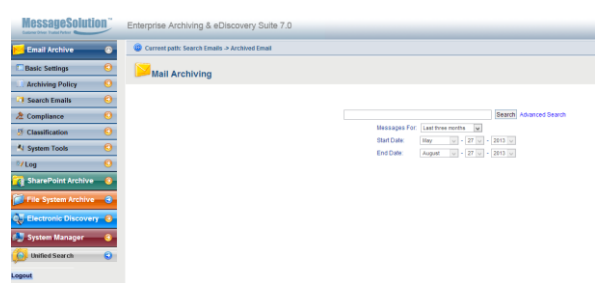 MessageSolution™
Enterprise Archiving & eDiscovery Suite 7.0
Email Archive
Current path: Search Emails -> Archived Email
Basic Settings
Mail Archiving
Archiving Policy
Search Emails
Search Advanced Search
Compliance
Messages For: Last three months
Classification
Start Date: May - 27 - 2013
System Tools
End Date: August - 27 - 2013
Log
SharePoint Archive
File System Archive
Electronic Discovery
System Manager
Unified Search
Logout